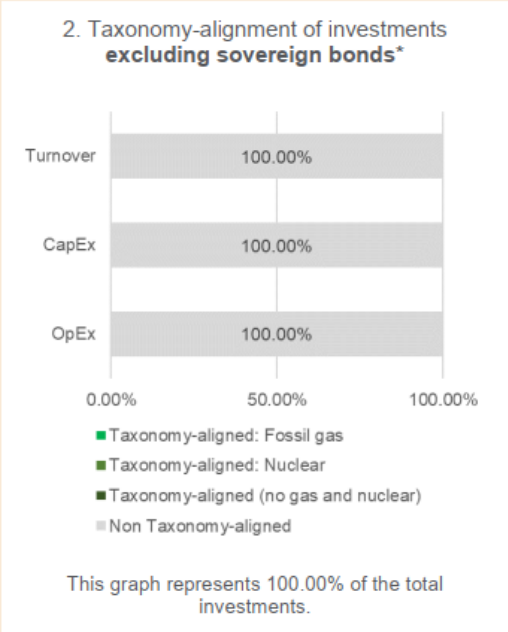 2. Taxonomy-alignment of investments
excluding sovereign bonds*
Turnover
100.00%
CapEx
100.00%
OpEx
100.00%
0.00%
50.00%
100.00%
Taxonomy-aligned: Fossil gas
Taxonomy-aligned: Nuclear
Taxonomy-aligned (no gas and nuclear)
Non Taxonomy-aligned
This graph represents 100.00% of the total
investments.